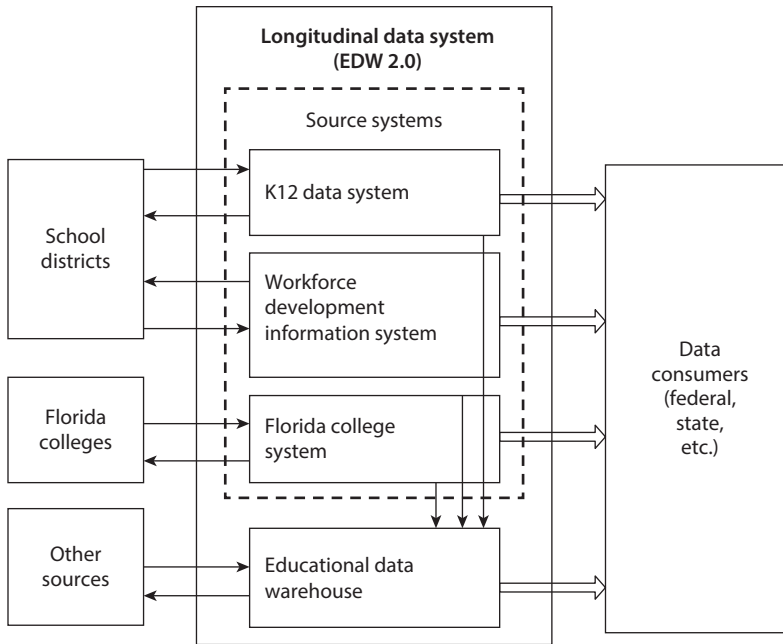 Longitudinal data system
(EDW 2.0)
Source systems
School
districts
K12 data system
Workforce
development
information system
Florida
colleges
Florida college
system
Other
sources
Educational data
warehouse
Data
consumers
(federal,
state,
etc.)